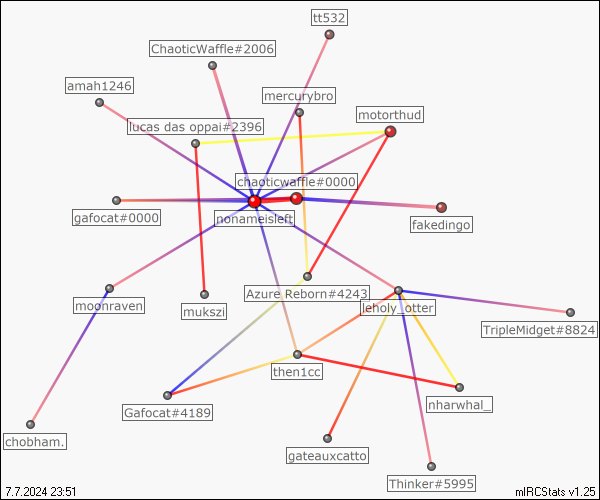 tt532
ChaoticWaffle#2006
amah1246
mercurybro
motorthud
lucas das oppai#2396
chaoticwaffle#0000
gafocat#0000
nonameisleft
fakedingo
moonraven
mukszi
Azure Reborn#4243
leholy_otter
TripleMidget#8824
then1cc
Gafocat#4189
nharwhal_
chobham.
gateauxcatto
Thinker#5995
7.7.2024 23:51
mIRCStats v1.25